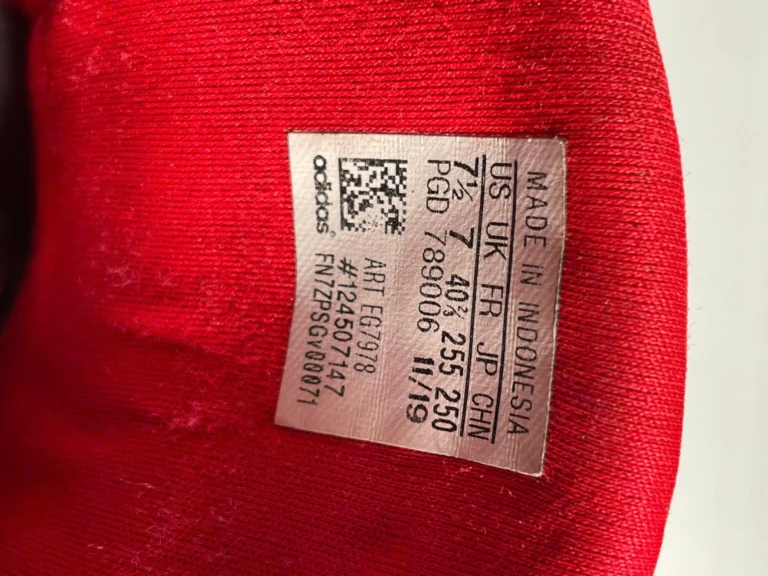 MADE IN INDONESIA
US UK FR JP CHN
7½ 7 40⅔ 255 250
PGD 789006 11/19
ART EG7978
#124507147
adidas®
FN7ZPSGV00071